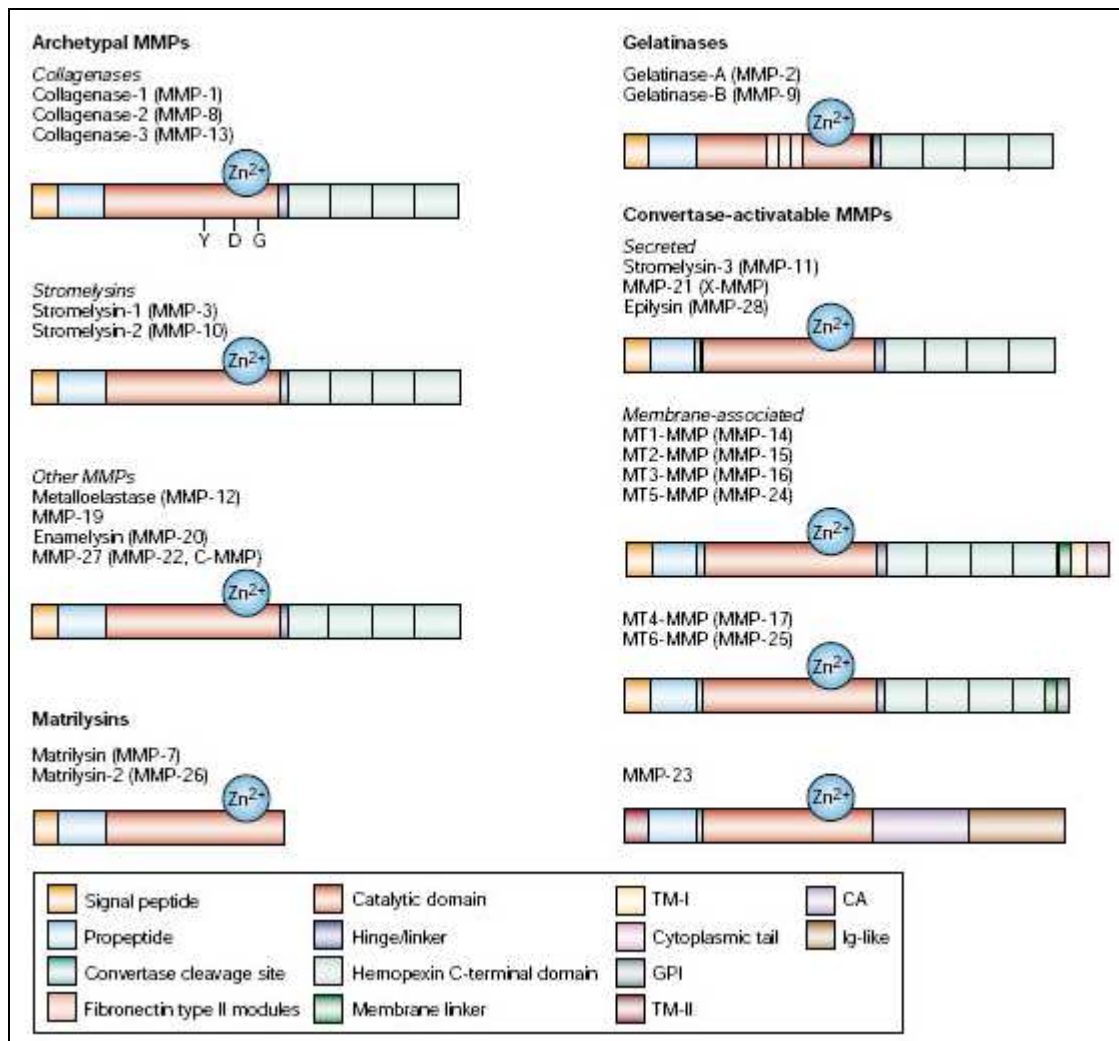 Archetypal MMPs
Collagenases
Collagenase-1 (MMP-1)
Collagenase-2 (MMP-8)
Collagenase-3 (MMP-13)
Zn2+
Y D G
Stromelysins
Stromelysin-1 (MMP-3)
Stromelysin-2 (MMP-10)
Zn2+
Other MMPs
Metalloelastase (MMP-12)
MMP-19
Enamelysin (MMP-20)
MMP-27 (MMP-22, C-MMP)
Zn2+
Matrilysins
Matrilysin (MMP-7)
Matrilysin-2 (MMP-26)
Zn2+
Gelatinases
Gelatinase-A (MMP-2)
Gelatinase-B (MMP-9)
Zn2+
Convertase-activatable MMPs
Secreted
Stromelysin-3 (MMP-11)
MMP-21 (X-MMP)
Epilysin (MMP-28)
Zn2+
Membrane-associated
MT1-MMP (MMP-14)
MT2-MMP (MMP-15)
MT3-MMP (MMP-16)
MT5-MMP (MMP-24)
Zn2+
MT4-MMP (MMP-17)
MT6-MMP (MMP-25)
Zn2+
MMP-23
Zn2+
Signal peptide
Propeptide
Convertase cleavage site
Fibronectin type II modules
Catalytic domain
Hinge/linker
Hemopexin C-terminal domain
Membrane linker
TM-I
Cytoplasmic tail
GPI
TM-II
CA
Ig-like